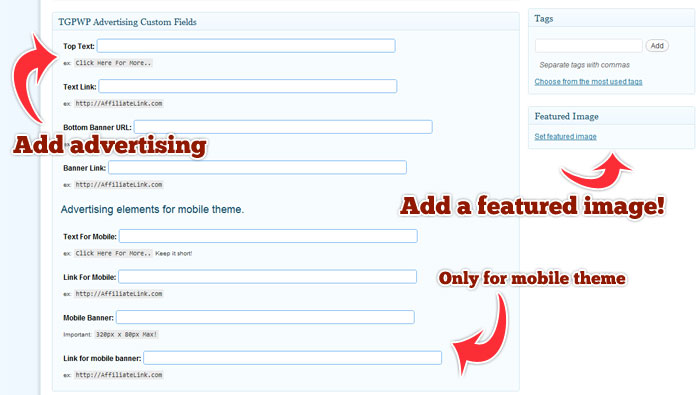 TGPWP Advertising Custom Fields
Top Text:
ex: Click Here For More..
Text Link:
ex: http://AffiliateLink.com
Bottom Banner URL:
Add advertising
Banner Link:
ex: http://AffiliateLink.com
Advertising elements for mobile theme.
Text For Mobile:
ex: Click Here For More.. Keep it short!
Link For Mobile:
ex: http://AffiliateLink.com
Mobile Banner:
Important: 320px x 80px Max!
Link for mobile banner:
ex: http://AffiliateLink.com
Only for mobile theme
Tags
Add
Separate tags with commas
Choose from the most used tags
Featured Image
Set featured image
Add a featured image!